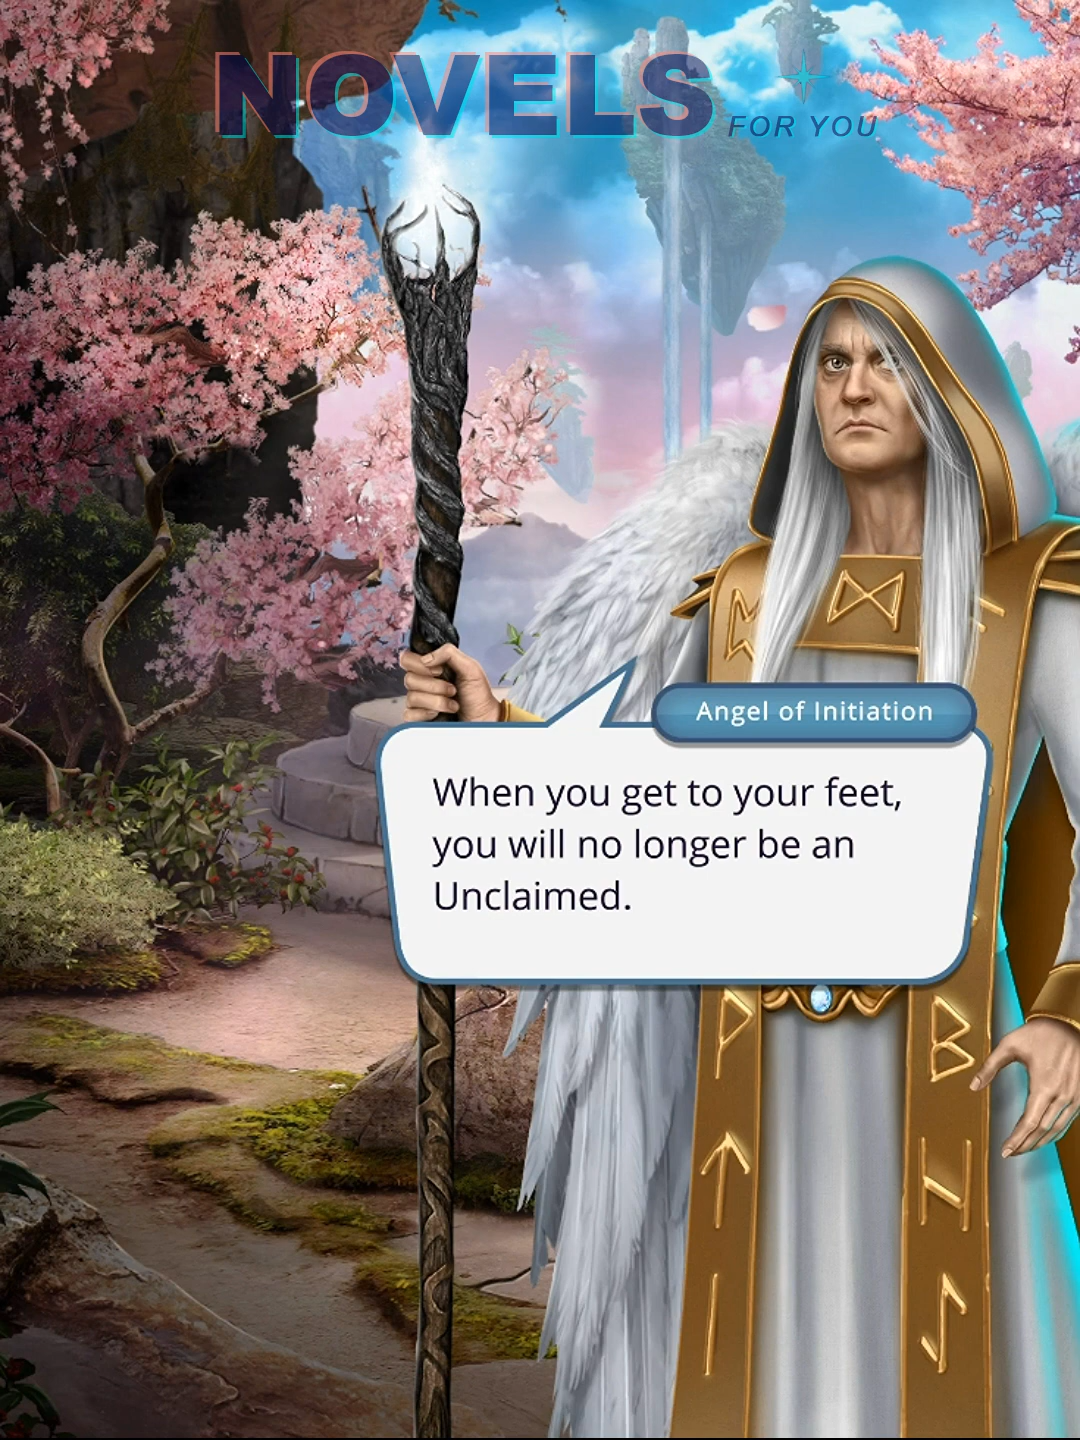 NOVELS FOR YOU
Angel of Initiation
When you get to your feet,
you will no longer be an
Unclaimed.
ᛈ ᛞ
ᚹ ᛒ
ᛏ ᚺ
ᛁ ᛇ